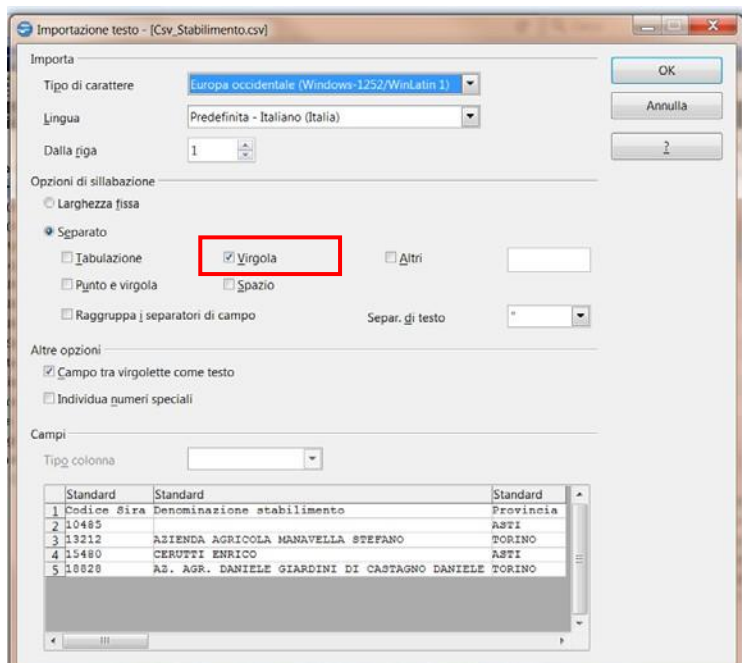 Importazione testo - [Csv_Stabilimento.csv]
Importa
Tipo di carattere Europa occidentale (Windows-1252/WinLatin 1)
Lingua Predefinita - Italiano (Italia)
Dalla riga 1
OK
Annulla
?
Opzioni di sillabazione
Larghezza fissa
Separato
Tabulazione Virgola Altri
Punto e virgola Spazio
Raggruppa i separatori di campo Separ. di testo "
Altre opzioni
Campo tra virgolette come testo
Individua numeri speciali
Campi
Tipo colonna
Standard Standard Standard
1 Codice Sira Denominazione stabilimento Provincia
2 10485 ASTI
3 13212 AZIENDA AGRICOLA MANAVELLA STEFANO TORINO
4 15480 CERUTTI ENRICO ASTI
5 18828 AZ. AGR. DANIELE GIARDINI DI CASTAGNO DANIELE TORINO